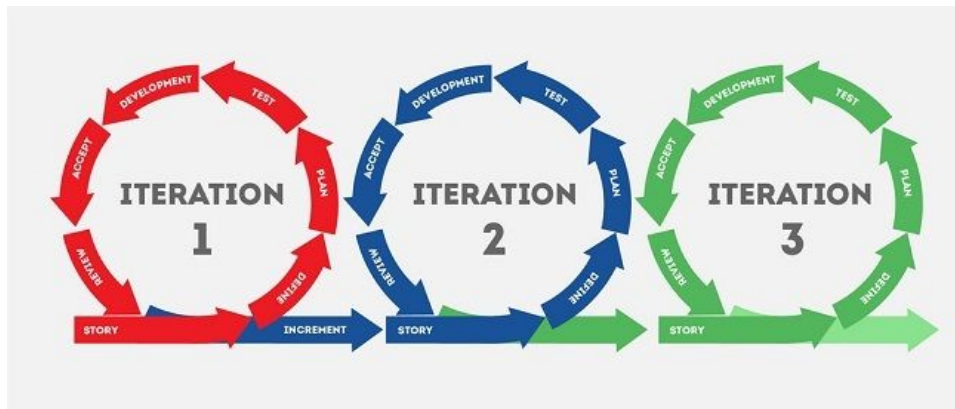 DEVELOPMENT
TEST
ACCEPT
PLAN
ITERATION
1
REVIEW
DEFINE
STORY
INCREMENT
DEVELOPMENT
TEST
ACCEPT
PLAN
ITERATION
2
REVIEW
DEFINE
STORY
DEVELOPMENT
TEST
ACCEPT
PLAN
ITERATION
3
REVIEW
DEFINE
STORY